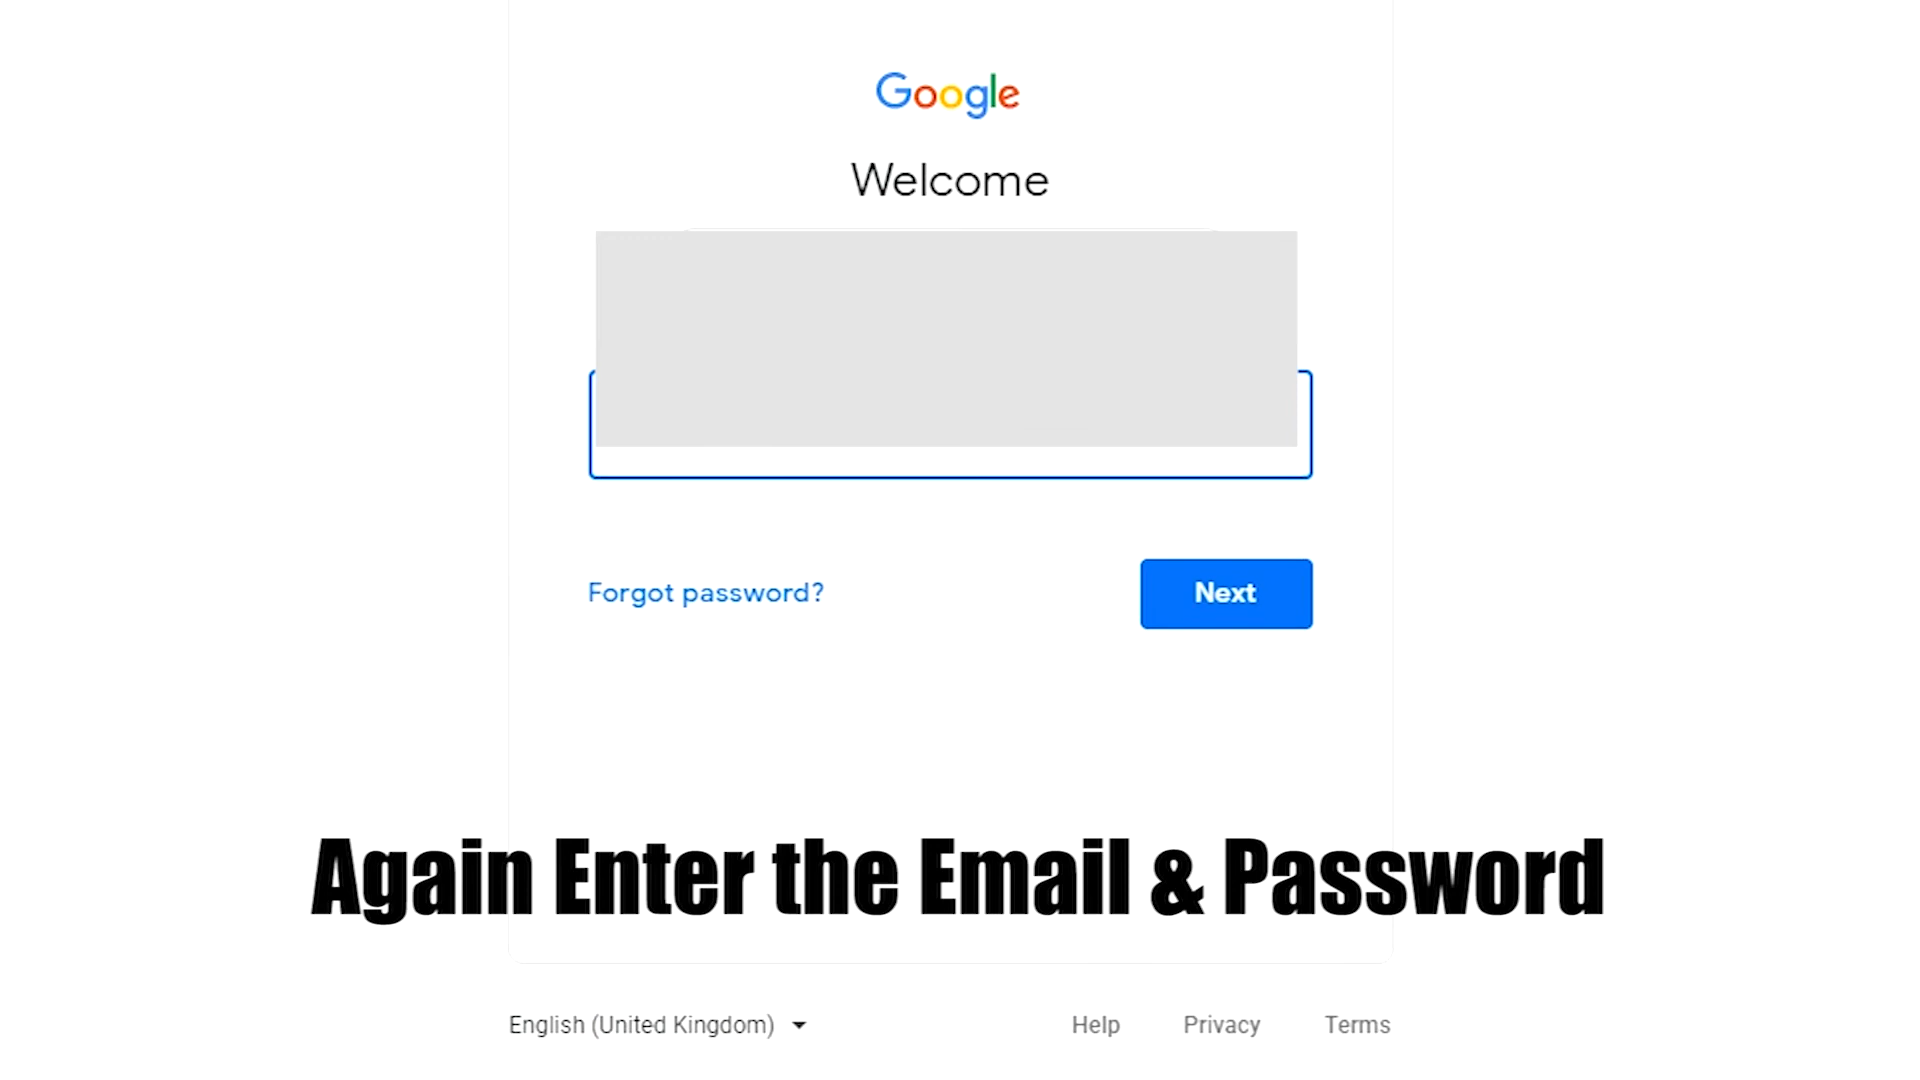 Google
Welcome
Forgot password?
Next
Again Enter the Email & Password
English (United Kingdom)
Help
Privacy
Terms